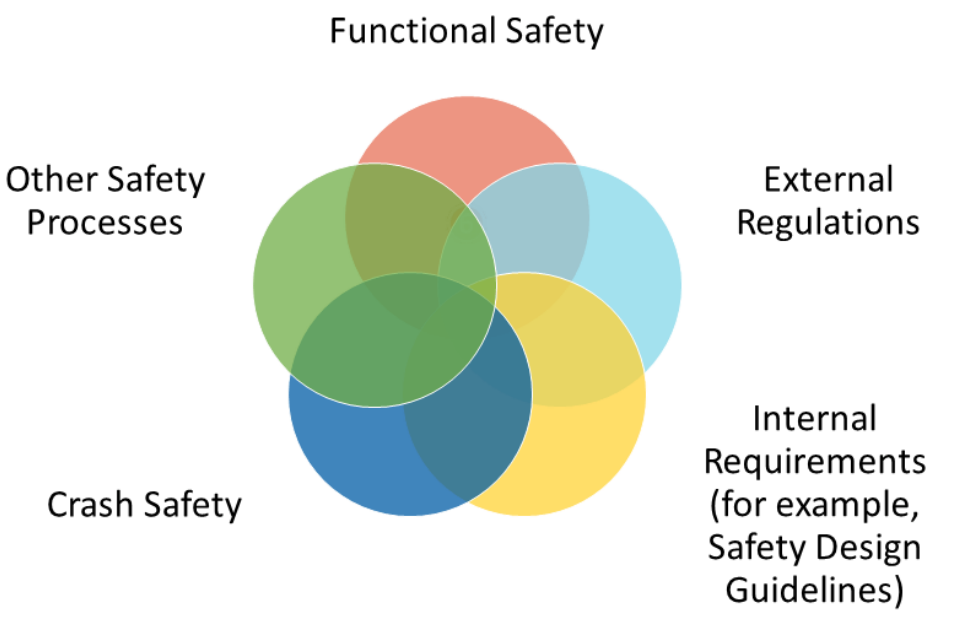 Functional Safety
Other Safety
Processes
External
Regulations
Internal
Requirements
(for example,
Safety Design
Guidelines)
Crash Safety